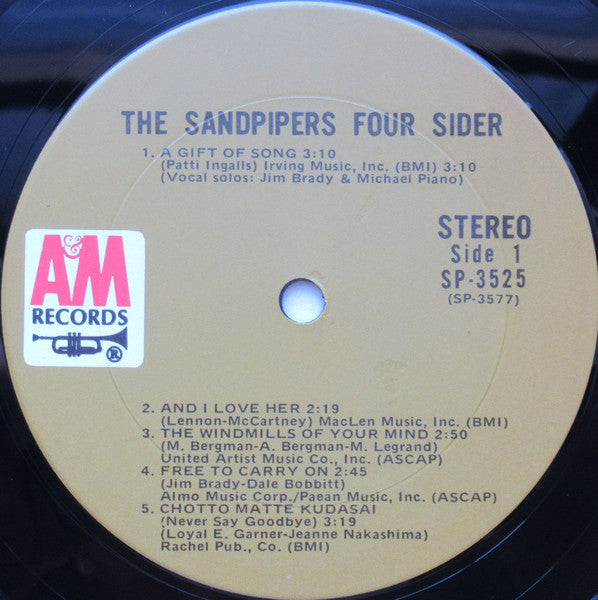 THE SANDPIPERS FOUR SIDER
1. A GIFT OF SONG 3:10
(Patti Ingalls) Irving Music, Inc. (BMI) 3:10
(Vocal solos: Jim Brady & Michael Piano)
STEREO
Side 1
SP-3525
(SP-3577)
A&M
RECORDS
®
2. AND I LOVE HER 2:19
(Lennon-McCartney) MacLen Music, Inc. (BMI)
3. THE WINDMILLS OF YOUR MIND 2:50
(M. Bergman-A. Bergman-M. Legrand)
United Artist Music Co., Inc. (ASCAP)
4. FREE TO CARRY ON 2:45
(Jim Brady-Dale Bobbitt)
Almo Music Corp./Paean Music, Inc. (ASCAP)
5. CHOTTO MATTE KUDASAI
(Never Say Goodbye) 3:19
(Loyal E. Garner-Jeanne Nakashima)
Rachel Pub., Co. (BMI)